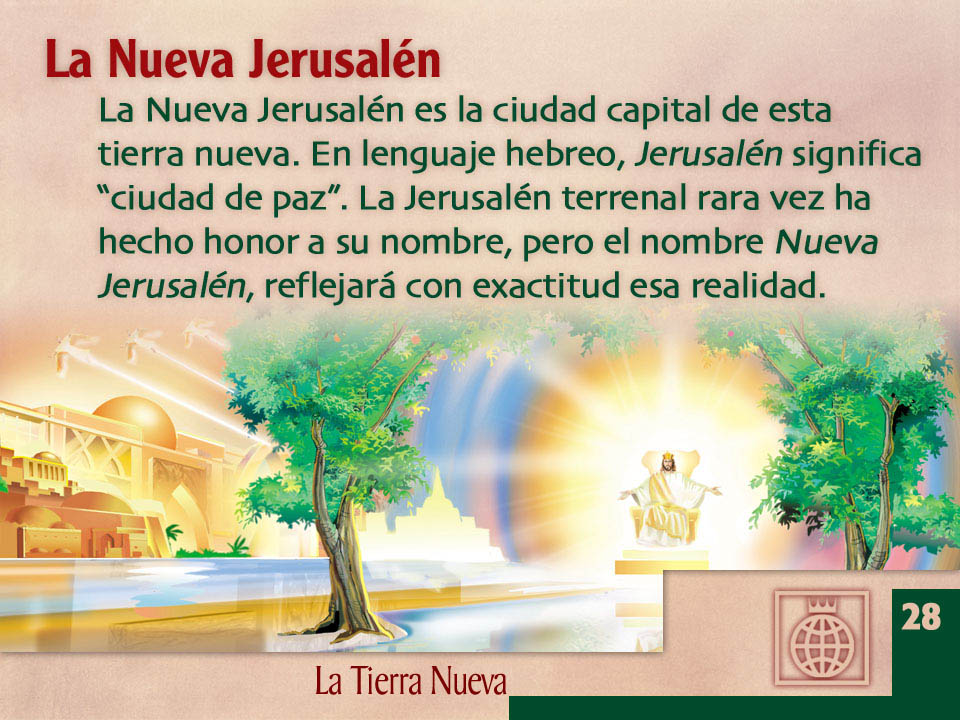 La Nueva Jerusalén
La Nueva Jerusalén es la ciudad capital de esta
tierra nueva. En lenguaje hebreo, Jerusalén significa
“ciudad de paz”. La Jerusalén terrenal rara vez ha
hecho honor a su nombre, pero el nombre Nueva
Jerusalén, reflejará con exactitud esa realidad.
28
La Tierra Nueva